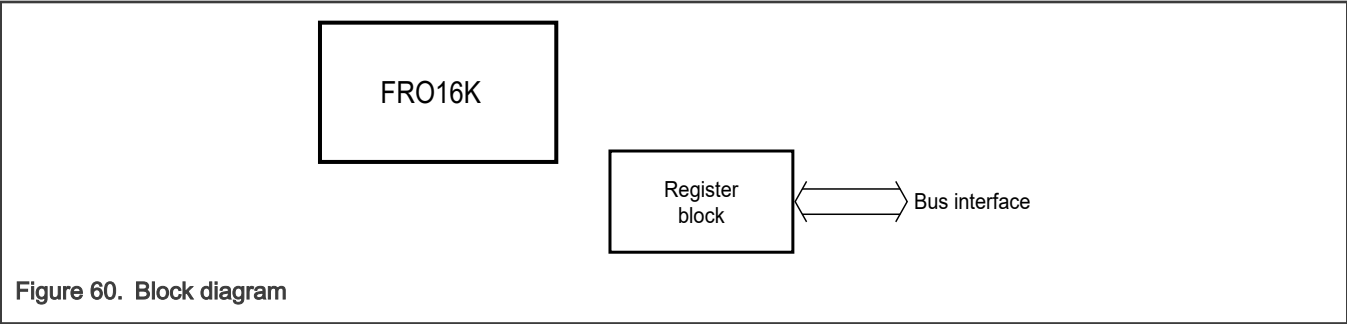 FRO16K
Register
block
Bus interface
Figure 60. Block diagram